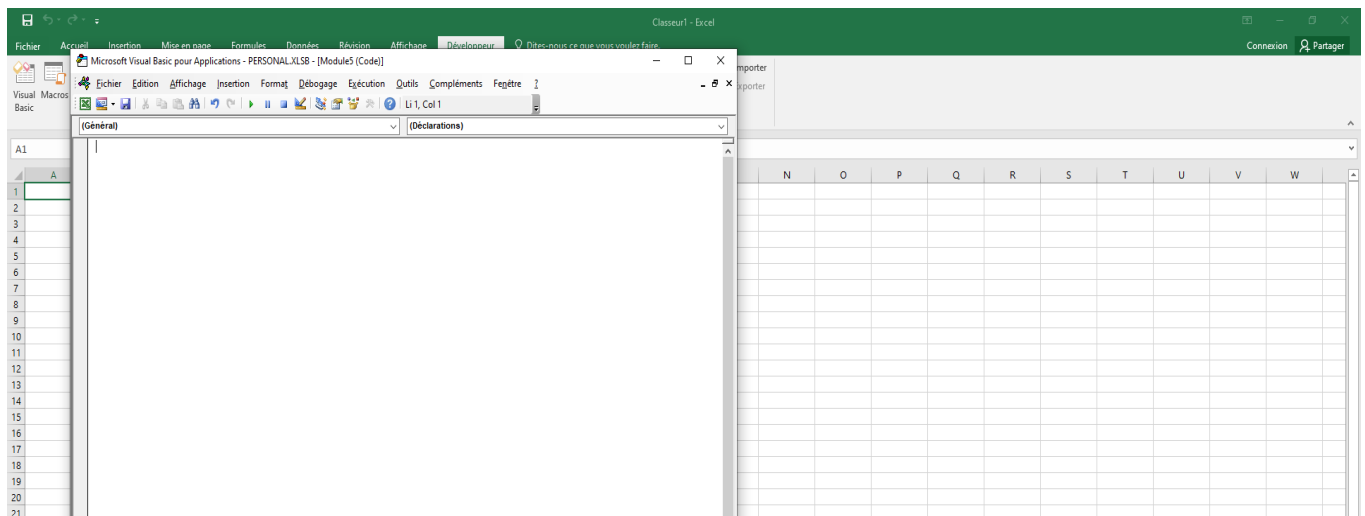 Classeur1 - Excel
Fichier Accueil Insertion Mise en page Formules Données Révision Affichage Développeur Dites-nous ce que vous voulez faire. Connexion Partager
Microsoft Visual Basic pour Applications - PERSONAL.XLSB - [Module5 (Code)]
Fichier Edition Affichage Insertion Format Débogage Exécution Outils Compléments Fenêtre ?
Visual Basic
Macros
mporter
xporter
Li 1, Col 1
(Général) (Déclarations)
A1
A N O P Q R S T U V W
1
2
3
4
5
6
7
8
9
10
11
12
13
14
15
16
17
18
19
20
21